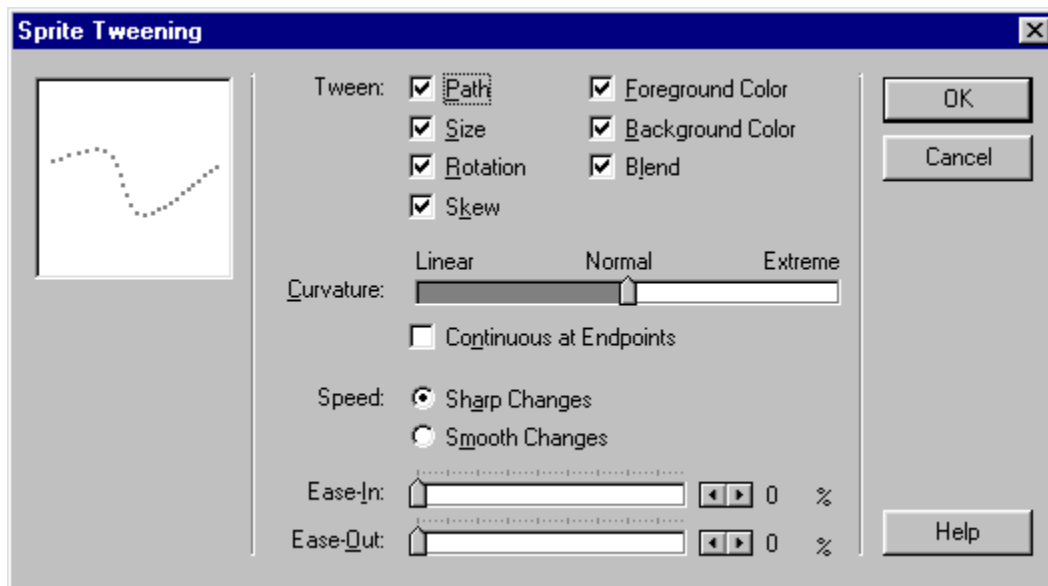 Sprite Tweening
Tween: Path Foreground Color OK
Size Background Color
Rotation Blend Cancel
Skew
Linear Normal Extreme
Curvature:
Continuous at Endpoints
Speed: Sharp Changes
Smooth Changes
Ease-In: 0 %
Ease-Out: 0 % Help